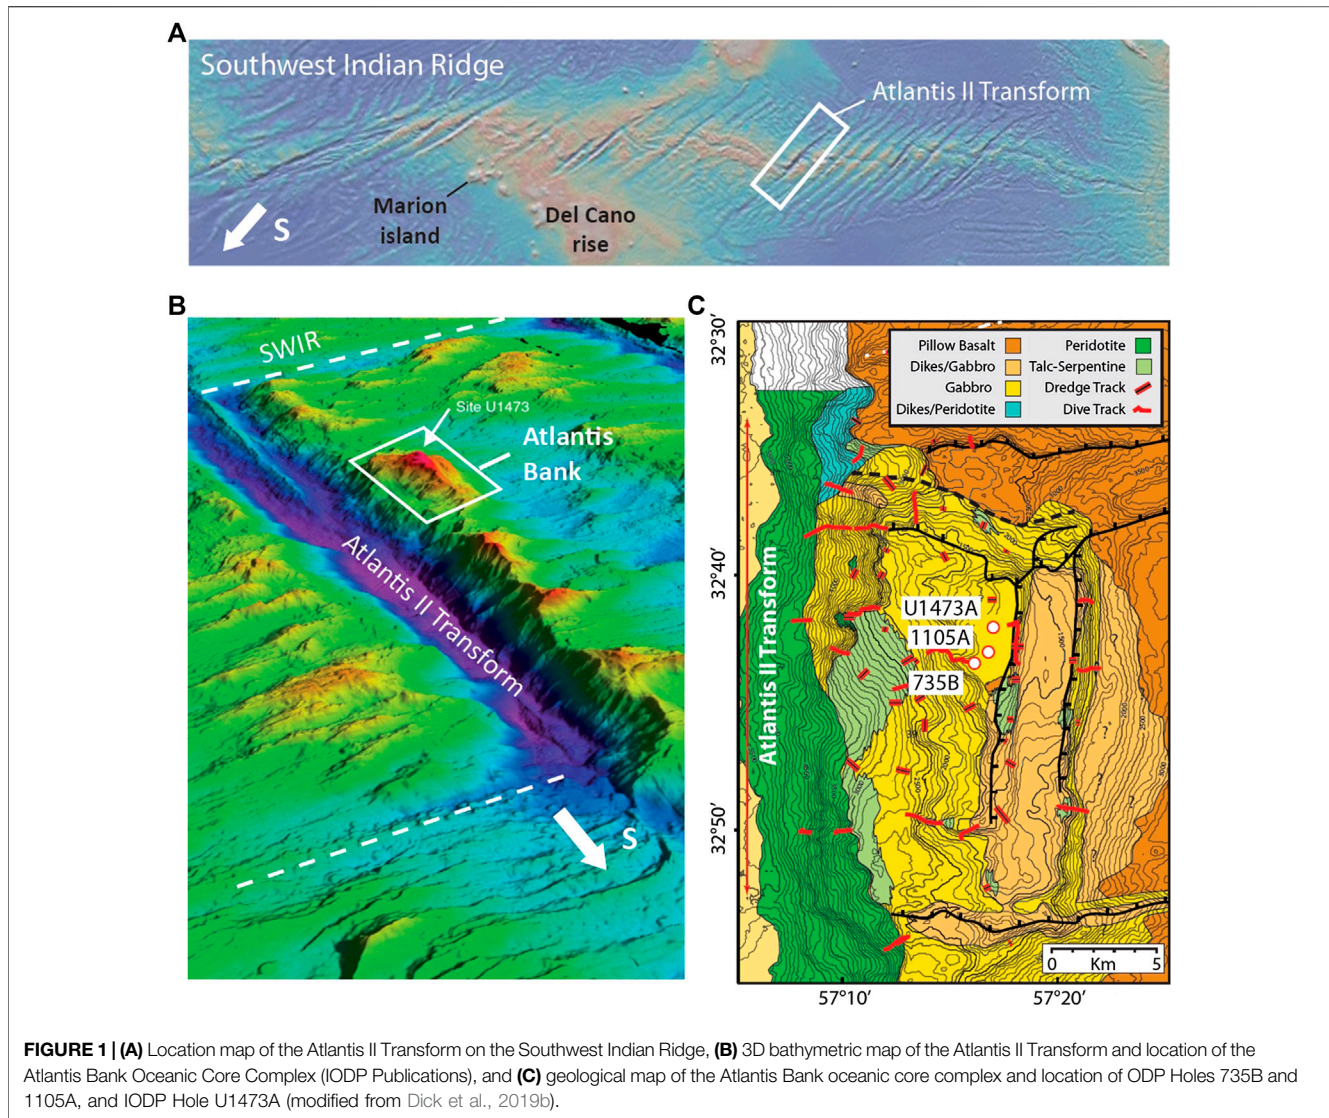 A
Southwest Indian Ridge
Atlantis II Transform
Marion
island
Del Cano
rise
S
B
SWIR
Site U1473
Atlantis
Bank
Atlantis II Transform
S
C
32°30′
32°40′
32°50′
Pillow Basalt
Dikes/Gabbro
Gabbro
Dikes/Peridotite
Peridotite
Talc-Serpentine
Dredge Track
Dive Track
Atlantis II Transform
U1473A
1105A
735B
0 Km 5
57°10′
57°20′
FIGURE 1 | (A) Location map of the Atlantis II Transform on the Southwest Indian Ridge, (B) 3D bathymetric map of the Atlantis II Transform and location of the
Atlantis Bank Oceanic Core Complex (IODP Publications), and (C) geological map of the Atlantis Bank oceanic core complex and location of ODP Holes 735B and
1105A, and IODP Hole U1473A (modified from Dick et al., 2019b).